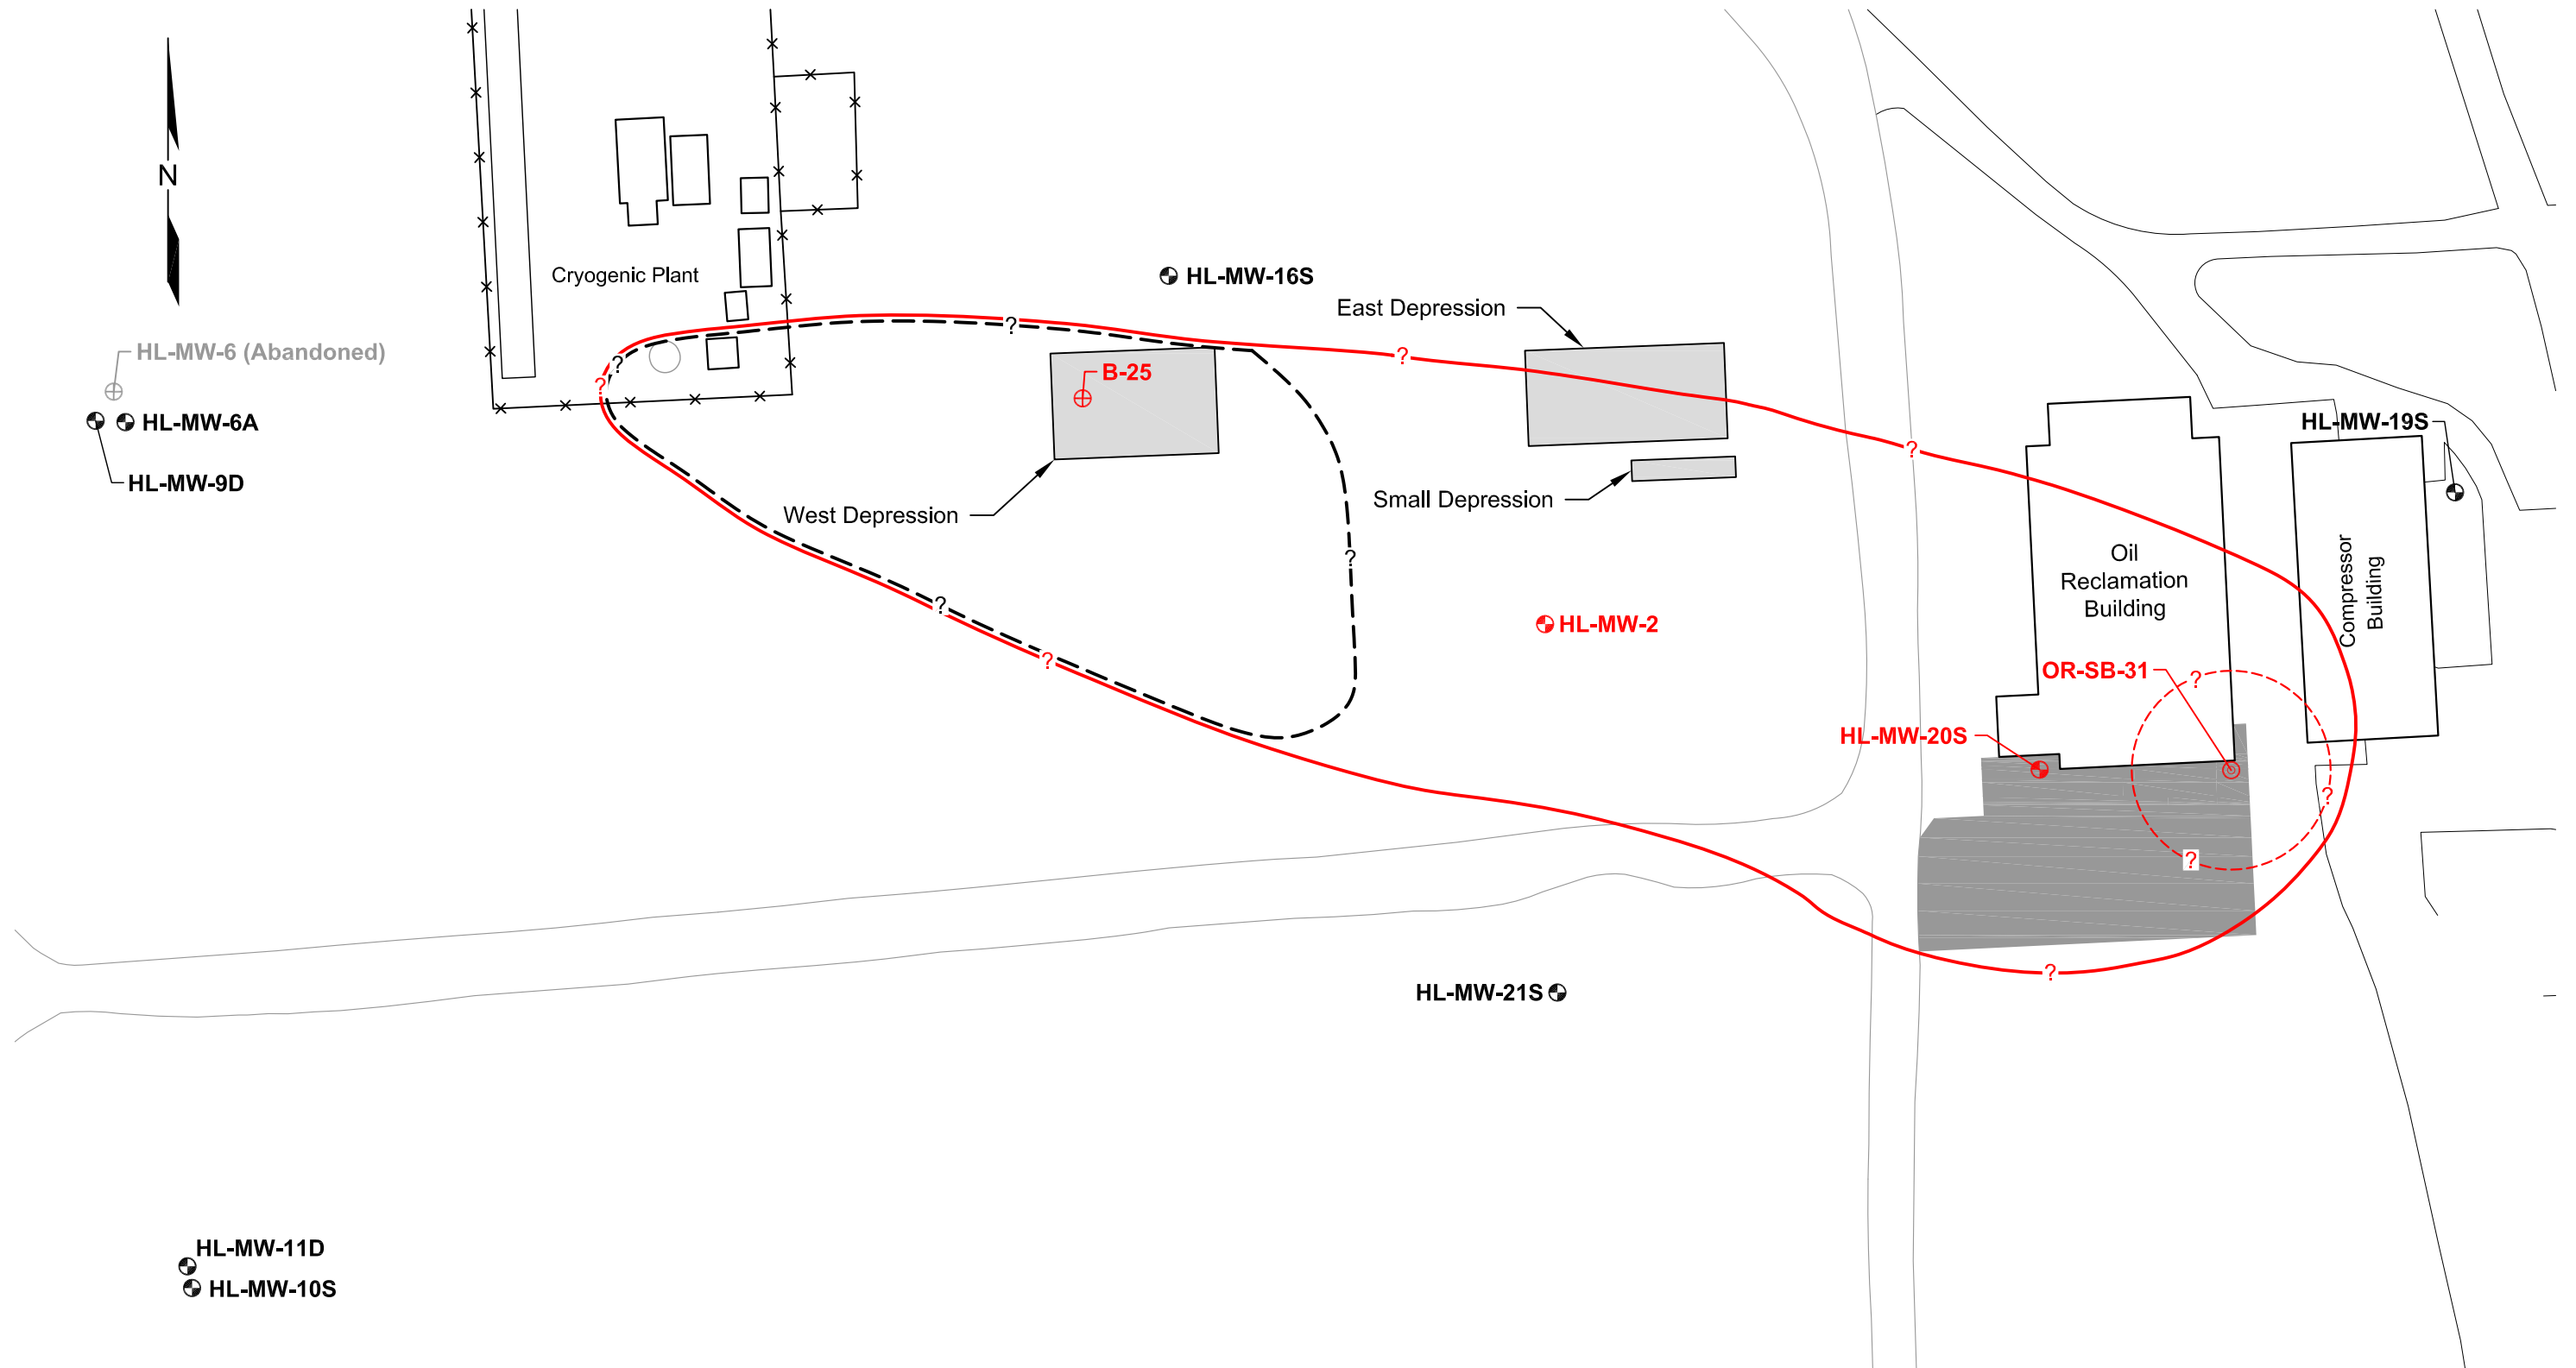 N
Cryogenic Plant
HL-MW-16S
East Depression
HL-MW-6 (Abandoned)
?
?
?
?
B-25
HL-MW-6A
HL-MW-19S
?
HL-MW-9D
Small Depression
West Depression
?
Oil
Reclamation
Building
Compressor
Building
?
HL-MW-2
?
OR-SB-31
?
HL-MW-20S
?
?
?
HL-MW-21S
HL-MW-11D
HL-MW-10S